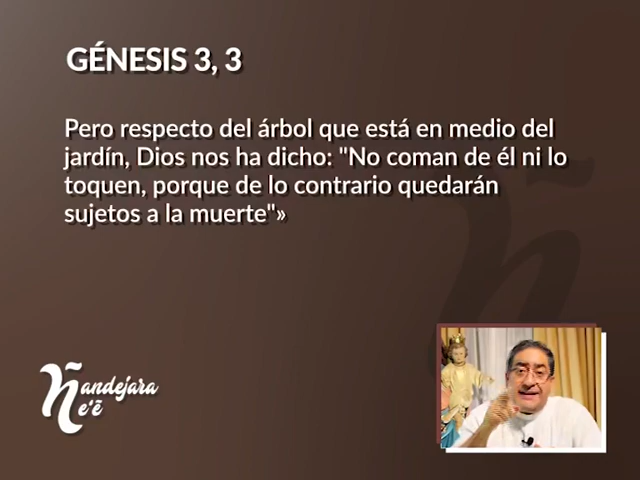 GÉNESIS 3, 3
Pero respecto del árbol que está en medio del
jardín, Dios nos ha dicho: "No coman de él ni lo
toquen, porque de lo contrario quedarán
sujetos a la muerte"»
Ñandejara
Ñe'ẽ